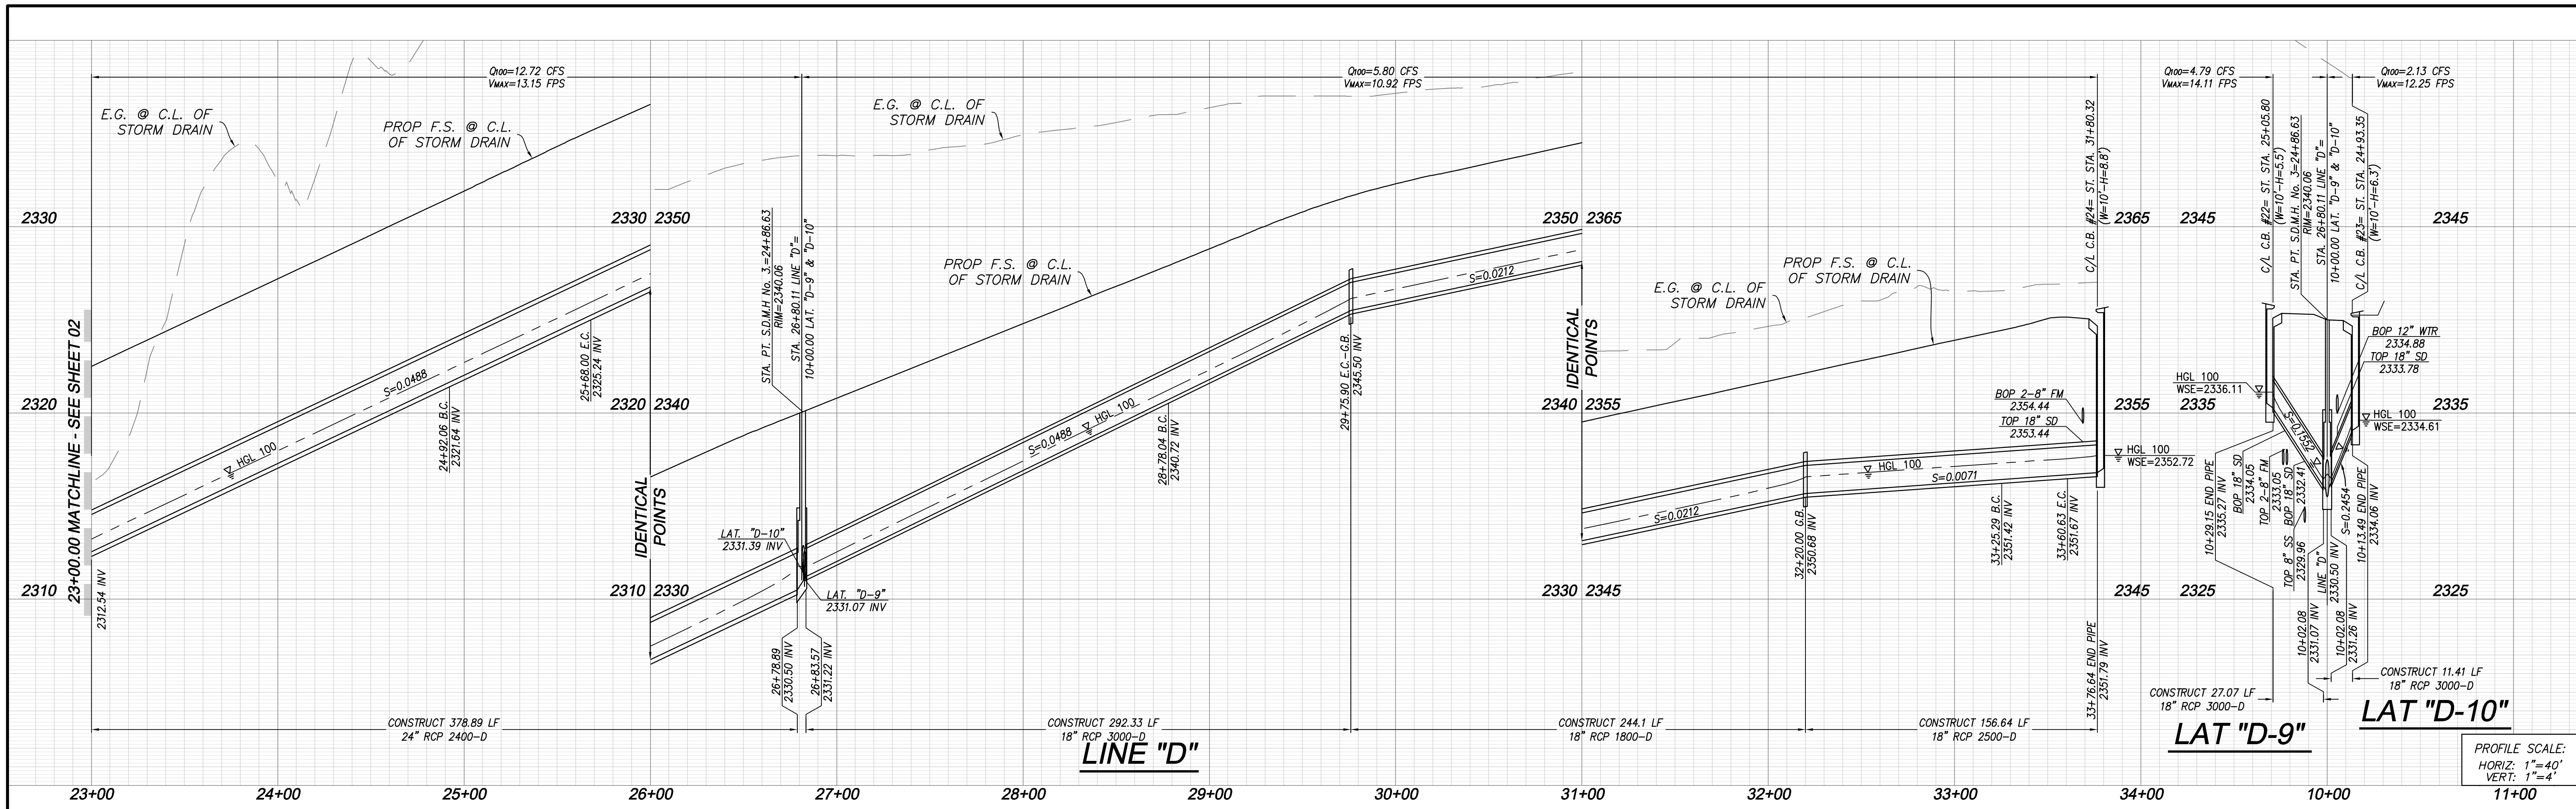 Q100=12.72 CFS
VMAX=13.15 FPS
Q100=5.80 CFS
VMAX=10.92 FPS
Q100=4.79 CFS
VMAX=14.11 FPS
Q100=2.13 CFS
VMAX=12.25 FPS
E.G. @ C.L. OF
STORM DRAIN
PROP F.S. @ C.L.
OF STORM DRAIN
E.G. @ C.L. OF
STORM DRAIN
PROP F.S. @ C.L.
OF STORM DRAIN
E.G. @ C.L. OF
STORM DRAIN
PROP F.S. @ C.L.
OF STORM DRAIN
2330
2330 2350
2350 2365
2365 2345
2345
2320
2320 2340
2340 2355
2355 2335
2335
2310
2310 2330
2330 2345
2345 2325
2325
23+00.00 MATCHLINE - SEE SHEET 02
2312.54 INV
HGL 100
S=0.0488
24+92.06 B.C.
2321.64 INV
25+68.00 E.C.
2325.24 INV
IDENTICAL
POINTS
STA. PT. S.D.M.H No. 3.=24+86.63
RIM=2340.06
STA. 26+80.11 LINE "D"=
10+00.00 LAT. "D-9" & "D-10"
LAT. "D-10"
2331.39 INV
LAT. "D-9"
2331.07 INV
26+78.89
2330.50 INV
26+83.57
2331.22 INV
S=0.0488
HGL 100
28+78.04 B.C.
2340.72 INV
29+75.90 E.C.-G.B.
2345.50 INV
S=0.0212
IDENTICAL
POINTS
S=0.0212
32+20.00 G.B.
2350.68 INV
HGL 100
S=0.0071
33+25.29 B.C.
2351.42 INV
33+60.63 E.C.
2351.67 INV
BOP 2-8" FM
2354.44
TOP 18" SD
2353.44
C/L C.B. #24= ST. STA. 31+80.32
(W=10'-H=8.8')
HGL 100
WSE=2352.72
33+76.64 END PIPE
2351.79 INV
C/L C.B. #22= ST. STA. 25+05.80
(W=10'-H=5.5')
STA. PT. S.D.M.H. No. 3=24+86.63
RIM=2340.06
STA. 26+80.11 LINE "D"=
10+00.00 LAT. "D-9" & "D-10"
C/L C.B. #23= ST. STA. 24+93.35
(W=10'-H=6.3')
HGL 100
WSE=2336.11
BOP 12" WTR
2334.88
TOP 18" SD
2333.78
HGL 100
WSE=2334.61
S=0.1552
S=0.2454
10+29.15 END PIPE
2335.27 INV
BOP 18" SD
2334.05
TOP 2-8" FM
2333.05
BOP 18" SD
2332.41
TOP 8" SS
2329.96
LINE "D"
2330.50 INV
10+02.08
2331.07 INV
10+02.08
2331.26 INV
10+13.49 END PIPE
2334.06 INV
CONSTRUCT 378.89 LF
24" RCP 2400-D
CONSTRUCT 292.33 LF
18" RCP 3000-D
CONSTRUCT 244.1 LF
18" RCP 1800-D
CONSTRUCT 156.64 LF
18" RCP 2500-D
CONSTRUCT 27.07 LF
18" RCP 3000-D
CONSTRUCT 11.41 LF
18" RCP 3000-D
LINE "D"
LAT "D-9"
LAT "D-10"
PROFILE SCALE:
HORIZ: 1"=40'
VERT: 1"=4'
23+00 24+00 25+00 26+00 27+00 28+00 29+00 30+00 31+00 32+00 33+00 34+00 10+00 11+00